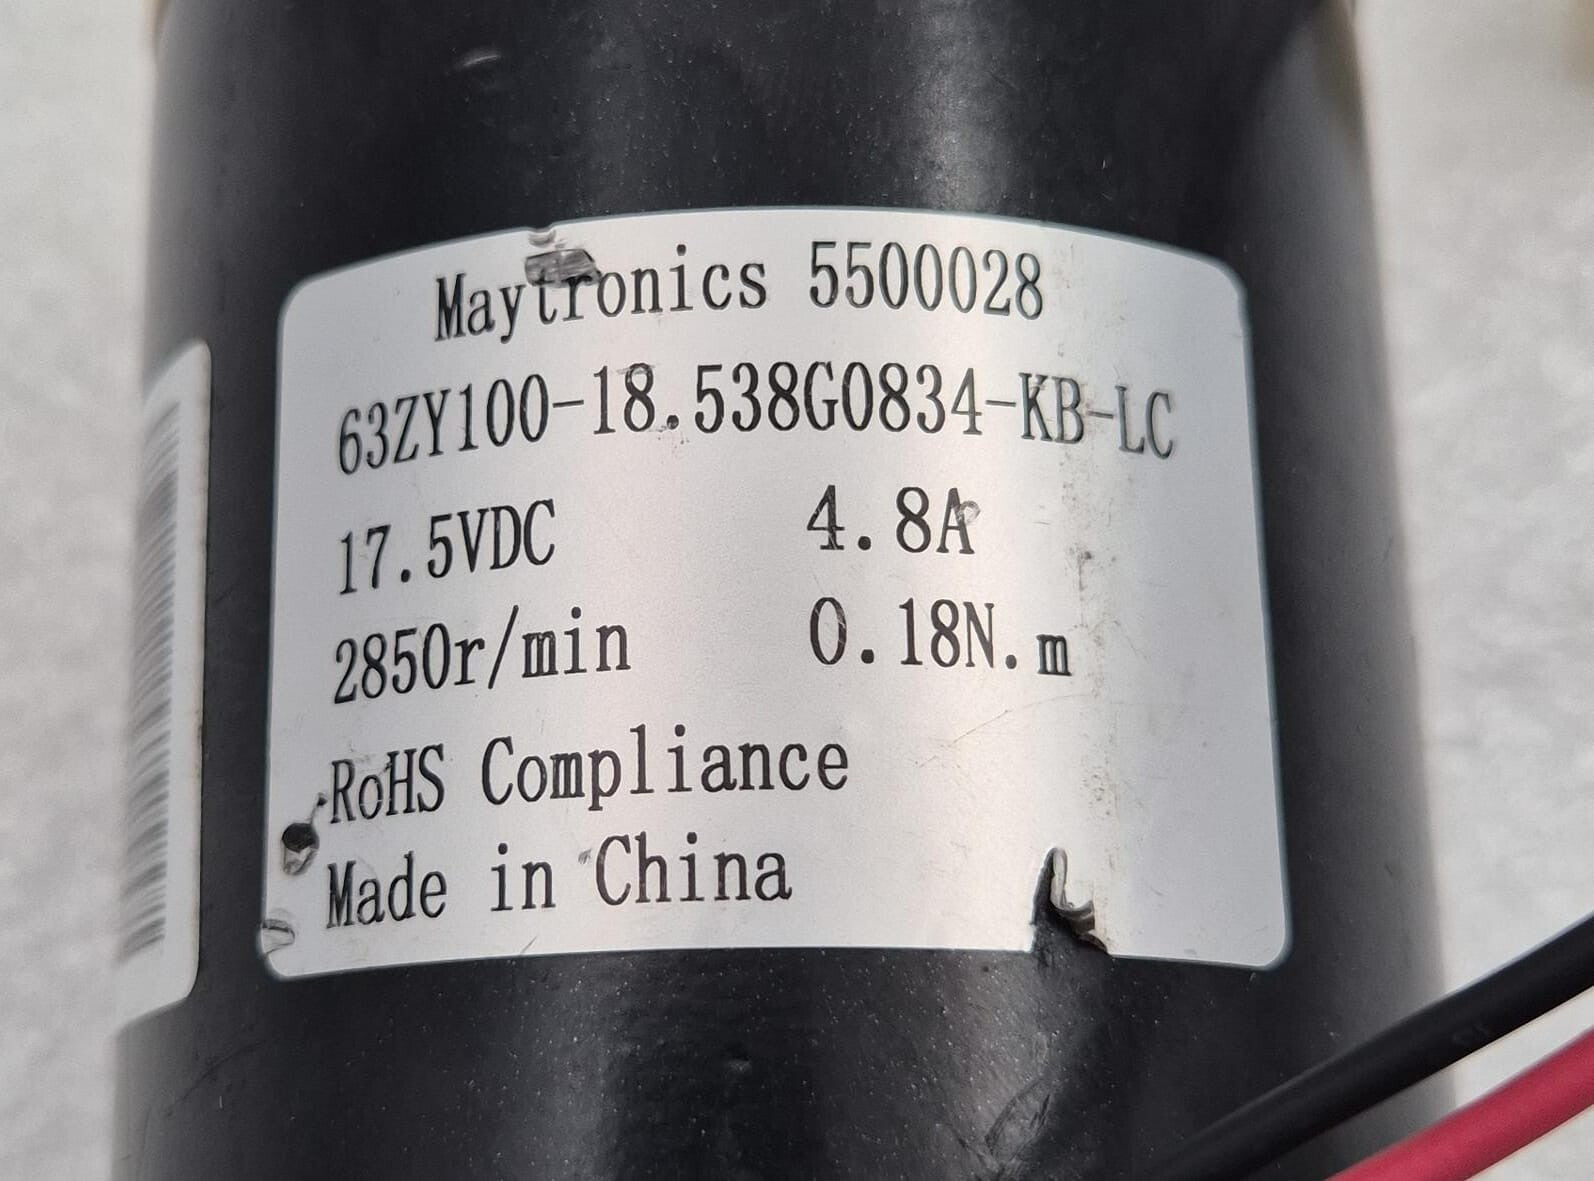 Maytronics 5500028
63ZY100-18.538G0834-KB-LC
17.5VDC 4.8A
2850r/min 0.18N.m
RoHS Compliance
Made in China